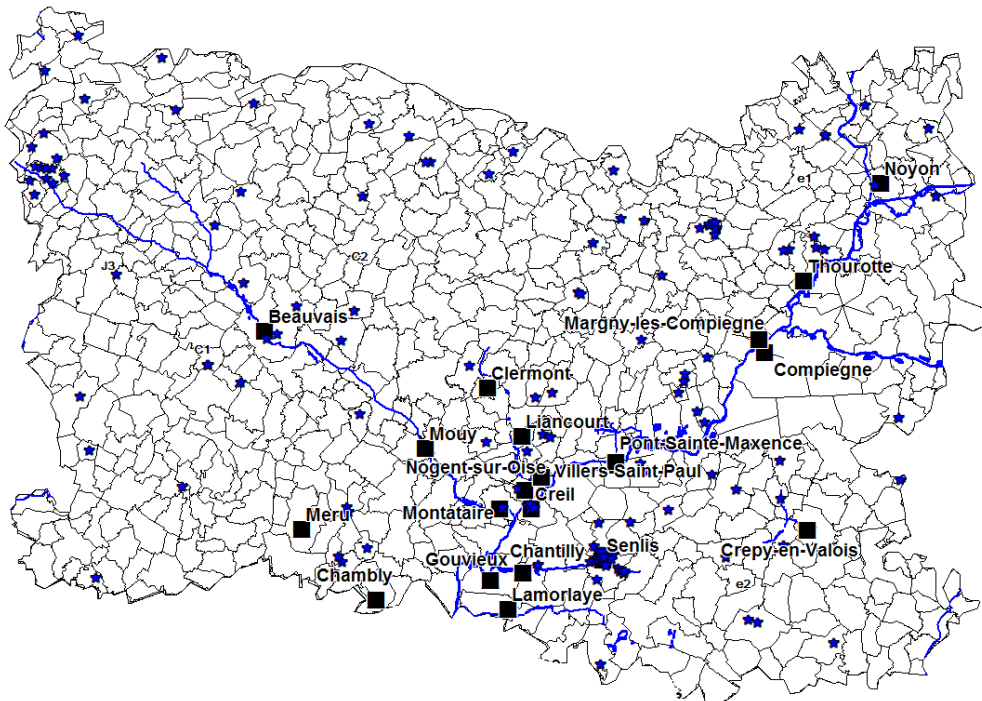 Noyon
e1
C2
J3
Thourotte
Beauvais
Margny-les-Compiegne
C1
Compiegne
Clermont
Liancourt
Mouy
Pont-Sainte-Maxence
Nogent-sur-Oise
Villers-Saint-Paul
Creil
Montataire
Meru
Senlis
Chantilly
Crepy-en-Valois
Gouvieux
Chambly
e2
Lamorlaye